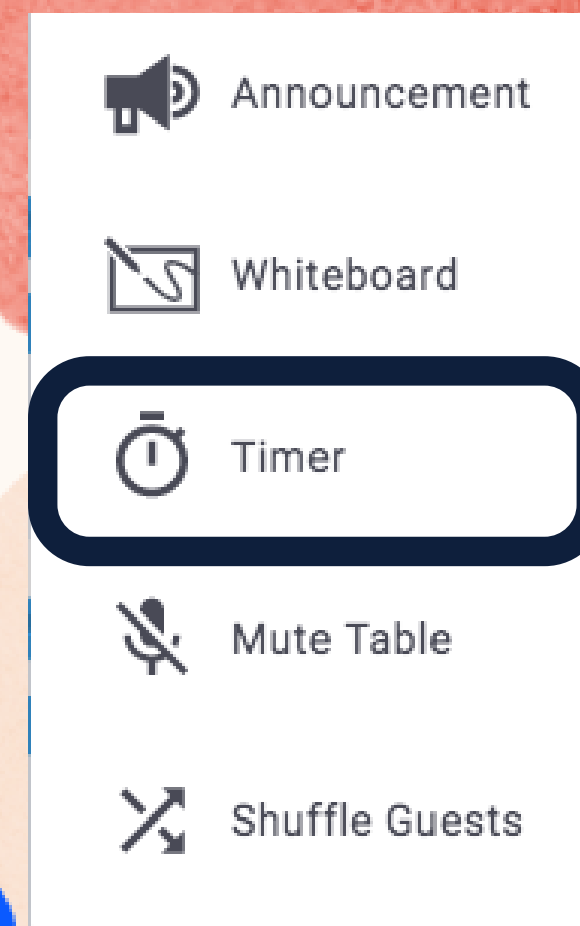 Announcement
Whiteboard
Timer
Mute Table
Shuffle Guests